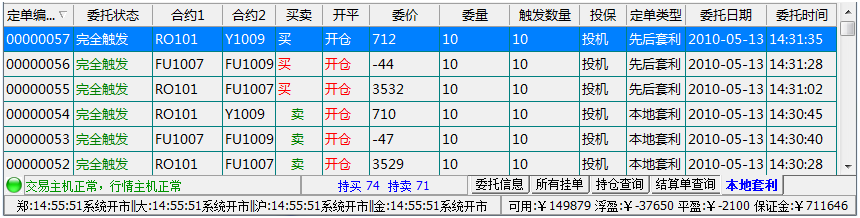 定单编... 委托状态 合约1 合约2 买卖 开平 委价 委量 触发数量 投保 定单类型 委托日期 委托时间
00000057 完全触发 RO101 Y1009 买 开仓 712 10 10 投机 先后套利 2010-05-13 14:31:35
00000056 完全触发 FU1007 FU1009 买 开仓 -44 10 10 投机 先后套利 2010-05-13 14:31:28
00000055 完全触发 RO101 FU1007 买 开仓 3532 10 10 投机 先后套利 2010-05-13 14:31:02
00000054 完全触发 RO101 Y1009 卖 开仓 710 10 10 投机 本地套利 2010-05-13 14:30:45
00000053 完全触发 FU1007 FU1009 卖 开仓 -47 10 10 投机 本地套利 2010-05-13 14:30:40
00000052 完全触发 RO101 FU1007 卖 开仓 3529 10 10 投机 本地套利 2010-05-13 14:30:28
交易主机正常，行情主机正常 持买 74 持卖 71 委托信息 所有挂单 持仓查询 结算单查询 本地套利
郑:14:55:51系统开市 大:14:55:51系统开市 沪:14:55:51系统开市 金:14:55:51系统开市 可用:￥149879 浮盈:￥-37650 平盈:￥-2100 保证金:￥711646